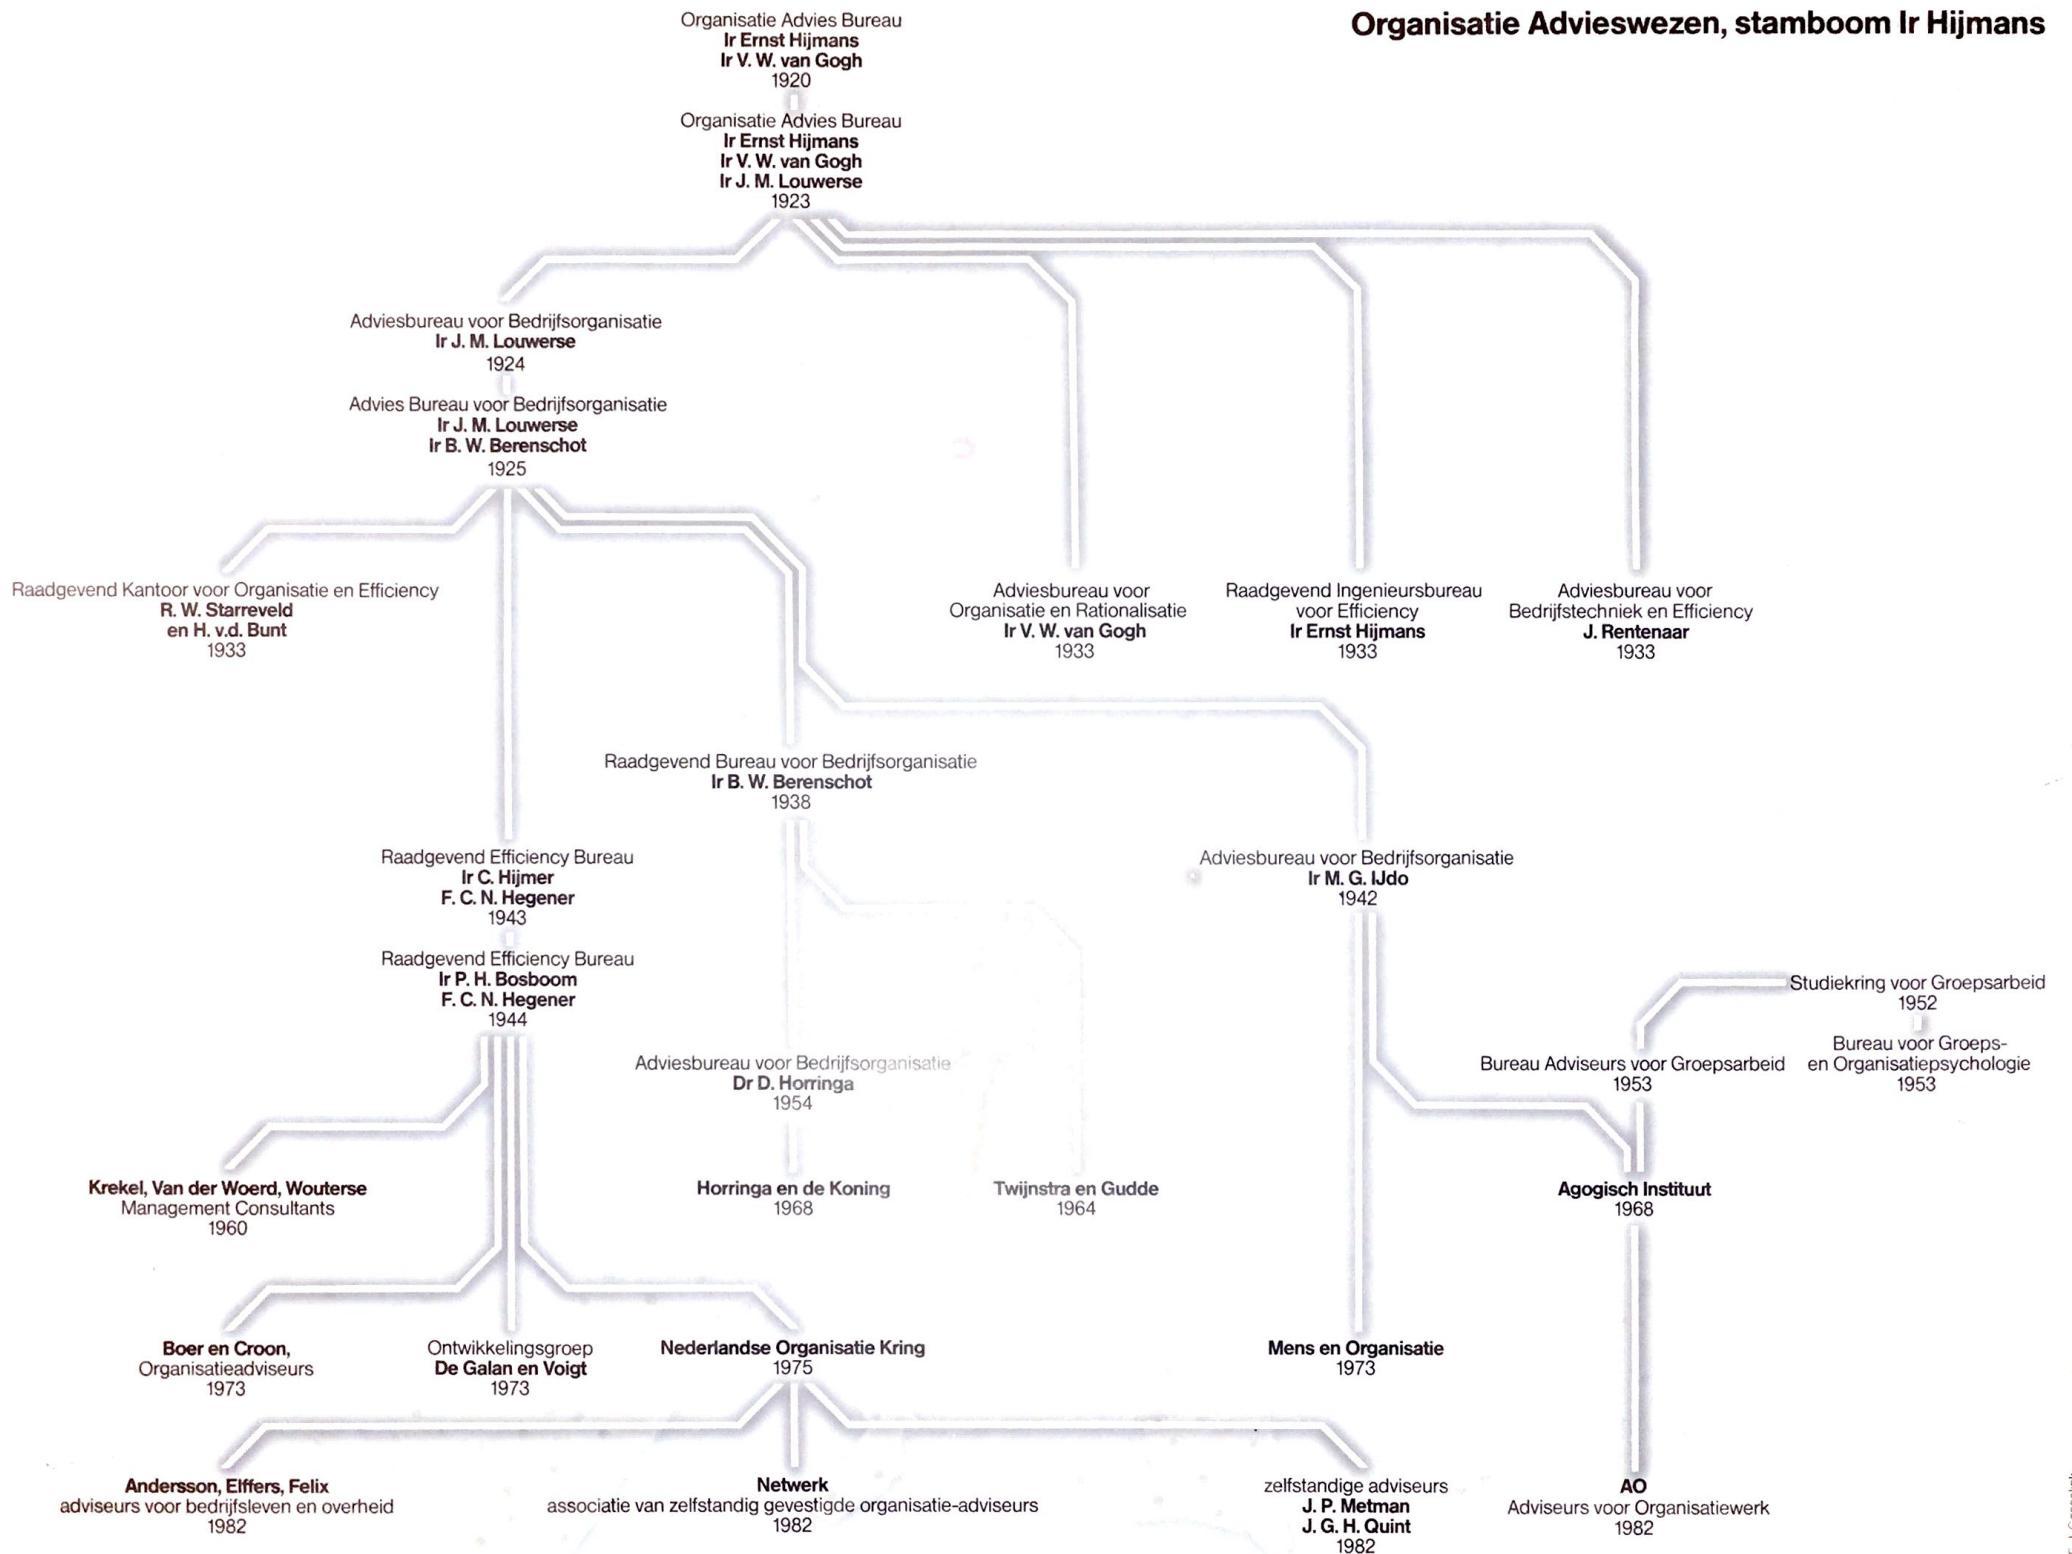 Organisatie Advieswezen, stamboom Ir Hijmans
Organisatie Advies Bureau
Ir Ernst Hijmans
Ir V. W. van Gogh
1920
Organisatie Advies Bureau
Ir Ernst Hijmans
Ir V. W. van Gogh
Ir J. M. Louwerse
1923
Adviesbureau voor Bedrijfsorganisatie
Ir J. M. Louwerse
1924
Advies Bureau voor Bedrijfsorganisatie
Ir J. M. Louwerse
Ir B. W. Berenschot
1925
Raadgevend Kantoor voor Organisatie en Efficiency
R. W. Starreveld
en H. v.d. Bunt
1933
Adviesbureau voor
Organisatie en Rationalisatie
Ir V. W. van Gogh
1933
Raadgevend Ingenieursbureau
voor Efficiency
Ir Ernst Hijmans
1933
Adviesbureau voor
Bedrijfstechniek en Efficiency
J. Rentenaar
1933
Raadgevend Bureau voor Bedrijfsorganisatie
Ir B. W. Berenschot
1938
Raadgevend Efficiency Bureau
Ir C. Hijmer
F. C. N. Hegener
1943
Adviesbureau voor Bedrijfsorganisatie
Ir M. G. IJdo
1942
Raadgevend Efficiency Bureau
Ir P. H. Bosboom
F. C. N. Hegener
1944
Studiekring voor Groepsarbeid
1952
Adviesbureau voor Bedrijfsorganisatie
Dr D. Horringa
1954
Bureau Adviseurs voor Groepsarbeid
1953
Bureau voor Groeps-
en Organisatiepsychologie
1953
Krekel, Van der Woerd, Wouterse
Management Consultants
1960
Horringa en de Koning
1968
Twijnstra en Gudde
1964
Agogisch Instituut
1968
Boer en Croon,
Organisatieadviseurs
1973
Ontwikkelingsgroep
De Galan en Voigt
1973
Nederlandse Organisatie Kring
1975
Mens en Organisatie
1973
Andersson, Elffers, Felix
adviseurs voor bedrijfsleven en overheid
1982
Netwerk
associatie van zelfstandig gevestigde organisatie-adviseurs
1982
zelfstandige adviseurs
J. P. Metman
J. G. H. Quint
1982
AO
Adviseurs voor Organisatiewerk
1982